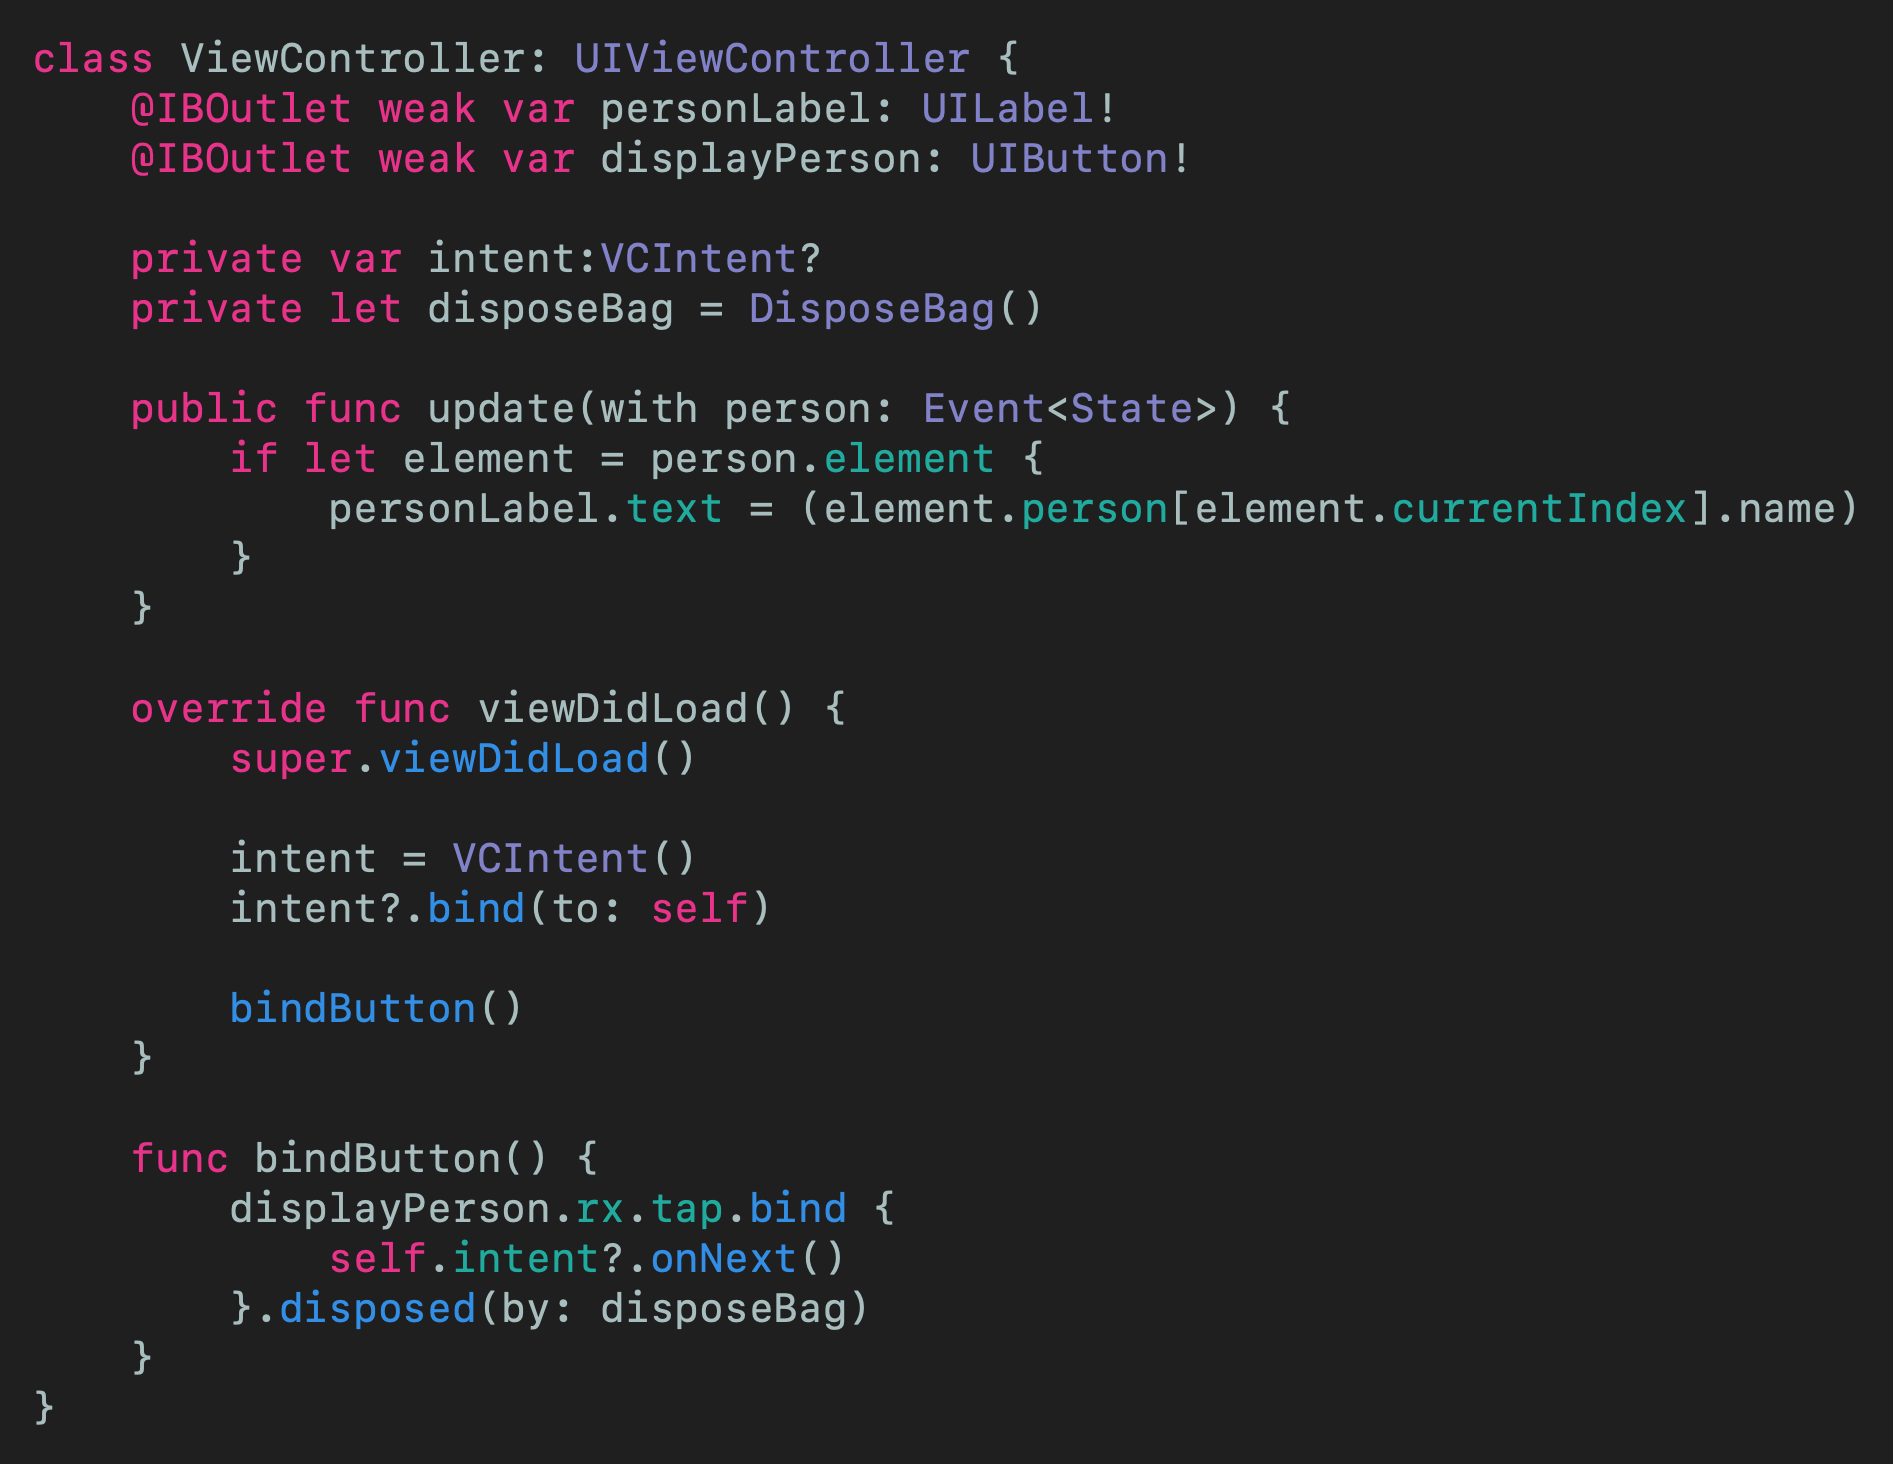 class ViewController: UIViewController {
    @IBOutlet weak var personLabel: UILabel!
    @IBOutlet weak var displayPerson: UIButton!

    private var intent:VCIntent?
    private let disposeBag = DisposeBag()

    public func update(with person: Event<State>) {
        if let element = person.element {
            personLabel.text = (element.person[element.currentIndex].name)
        }
    }

    override func viewDidLoad() {
        super.viewDidLoad()

        intent = VCIntent()
        intent?.bind(to: self)

        bindButton()
    }

    func bindButton() {
        displayPerson.rx.tap.bind {
            self.intent?.onNext()
        }.disposed(by: disposeBag)
    }
}